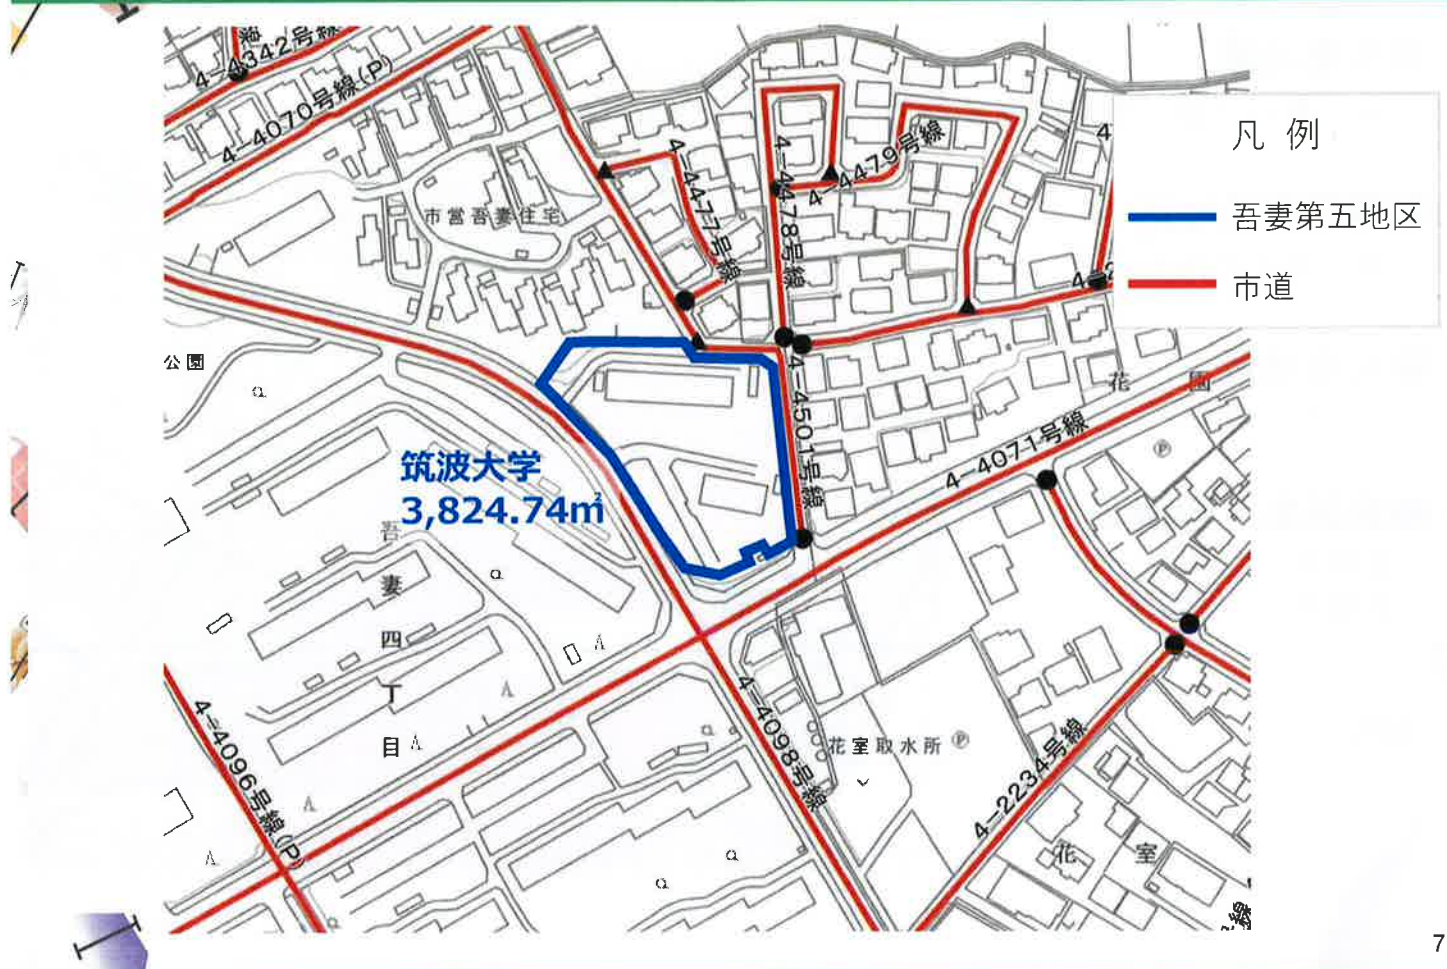 4-4342号線
4-4070号線(P)
市営吾妻住宅
4-4477号線
4-4478号線
4-4479号線
凡 例
吾妻第五地区
市道
公園
筑波大学
3,824.74㎡
4-4501号線
花 園
4-4071号線
吾妻四丁目
4-4096号線(P)
4-4098号線
花室取水所
4-2234号線
花 室
号線
7